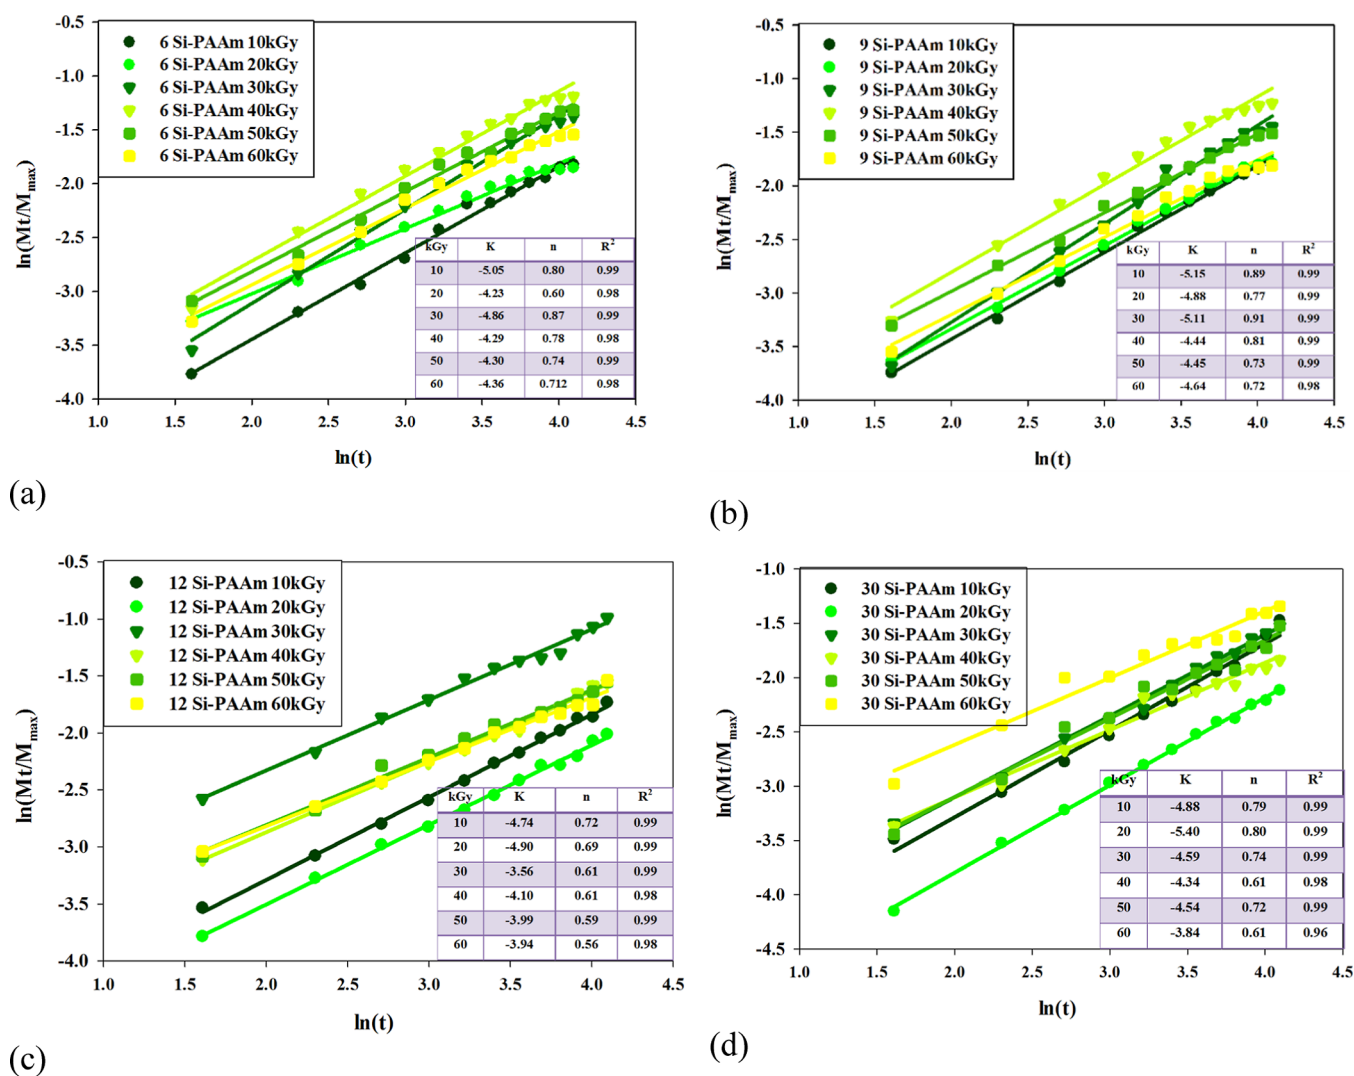 -0.5
-1.0
-1.5
-2.0
-2.5
-3.0
-3.5
-4.0
ln(Mt/Mmax)
6 Si-PAAm 10kGy
6 Si-PAAm 20kGy
6 Si-PAAm 30kGy
6 Si-PAAm 40kGy
6 Si-PAAm 50kGy
6 Si-PAAm 60kGy
kGy K n R2
10 -5.05 0.80 0.99
20 -4.23 0.60 0.98
30 -4.86 0.87 0.99
40 -4.29 0.78 0.98
50 -4.30 0.74 0.99
60 -4.36 0.712 0.98
1.0 1.5 2.0 2.5 3.0 3.5 4.0 4.5
ln(t)
(a)
-0.5
-1.0
-1.5
-2.0
-2.5
-3.0
-3.5
-4.0
ln(Mt/Mmax)
9 Si-PAAm 10kGy
9 Si-PAAm 20kGy
9 Si-PAAm 30kGy
9 Si-PAAm 40kGy
9 Si-PAAm 50kGy
9 Si-PAAm 60kGy
kGy K n R2
10 -5.15 0.89 0.99
20 -4.88 0.77 0.99
30 -5.11 0.91 0.99
40 -4.44 0.81 0.99
50 -4.45 0.73 0.99
60 -4.64 0.72 0.98
1.0 1.5 2.0 2.5 3.0 3.5 4.0 4.5
ln(t)
(b)
-0.5
-1.0
-1.5
-2.0
-2.5
-3.0
-3.5
-4.0
ln(Mt/Mmax)
12 Si-PAAm 10kGy
12 Si-PAAm 20kGy
12 Si-PAAm 30kGy
12 Si-PAAm 40kGy
12 Si-PAAm 50kGy
12 Si-PAAm 60kGy
kGy K n R2
10 -4.74 0.72 0.99
20 -4.90 0.69 0.99
30 -3.56 0.61 0.99
40 -4.10 0.61 0.98
50 -3.99 0.59 0.99
60 -3.94 0.56 0.98
1.0 1.5 2.0 2.5 3.0 3.5 4.0 4.5
ln(t)
(c)
-1.0
-1.5
-2.0
-2.5
-3.0
-3.5
-4.0
-4.5
ln(Mt/Mmax)
30 Si-PAAm 10kGy
30 Si-PAAm 20kGy
30 Si-PAAm 30kGy
30 Si-PAAm 40kGy
30 Si-PAAm 50kGy
30 Si-PAAm 60kGy
kGy K n R2
10 -4.88 0.79 0.99
20 -5.40 0.80 0.99
30 -4.59 0.74 0.99
40 -4.34 0.61 0.98
50 -4.54 0.72 0.99
60 -3.84 0.61 0.96
1.0 1.5 2.0 2.5 3.0 3.5 4.0 4.5
ln(t)
(d)